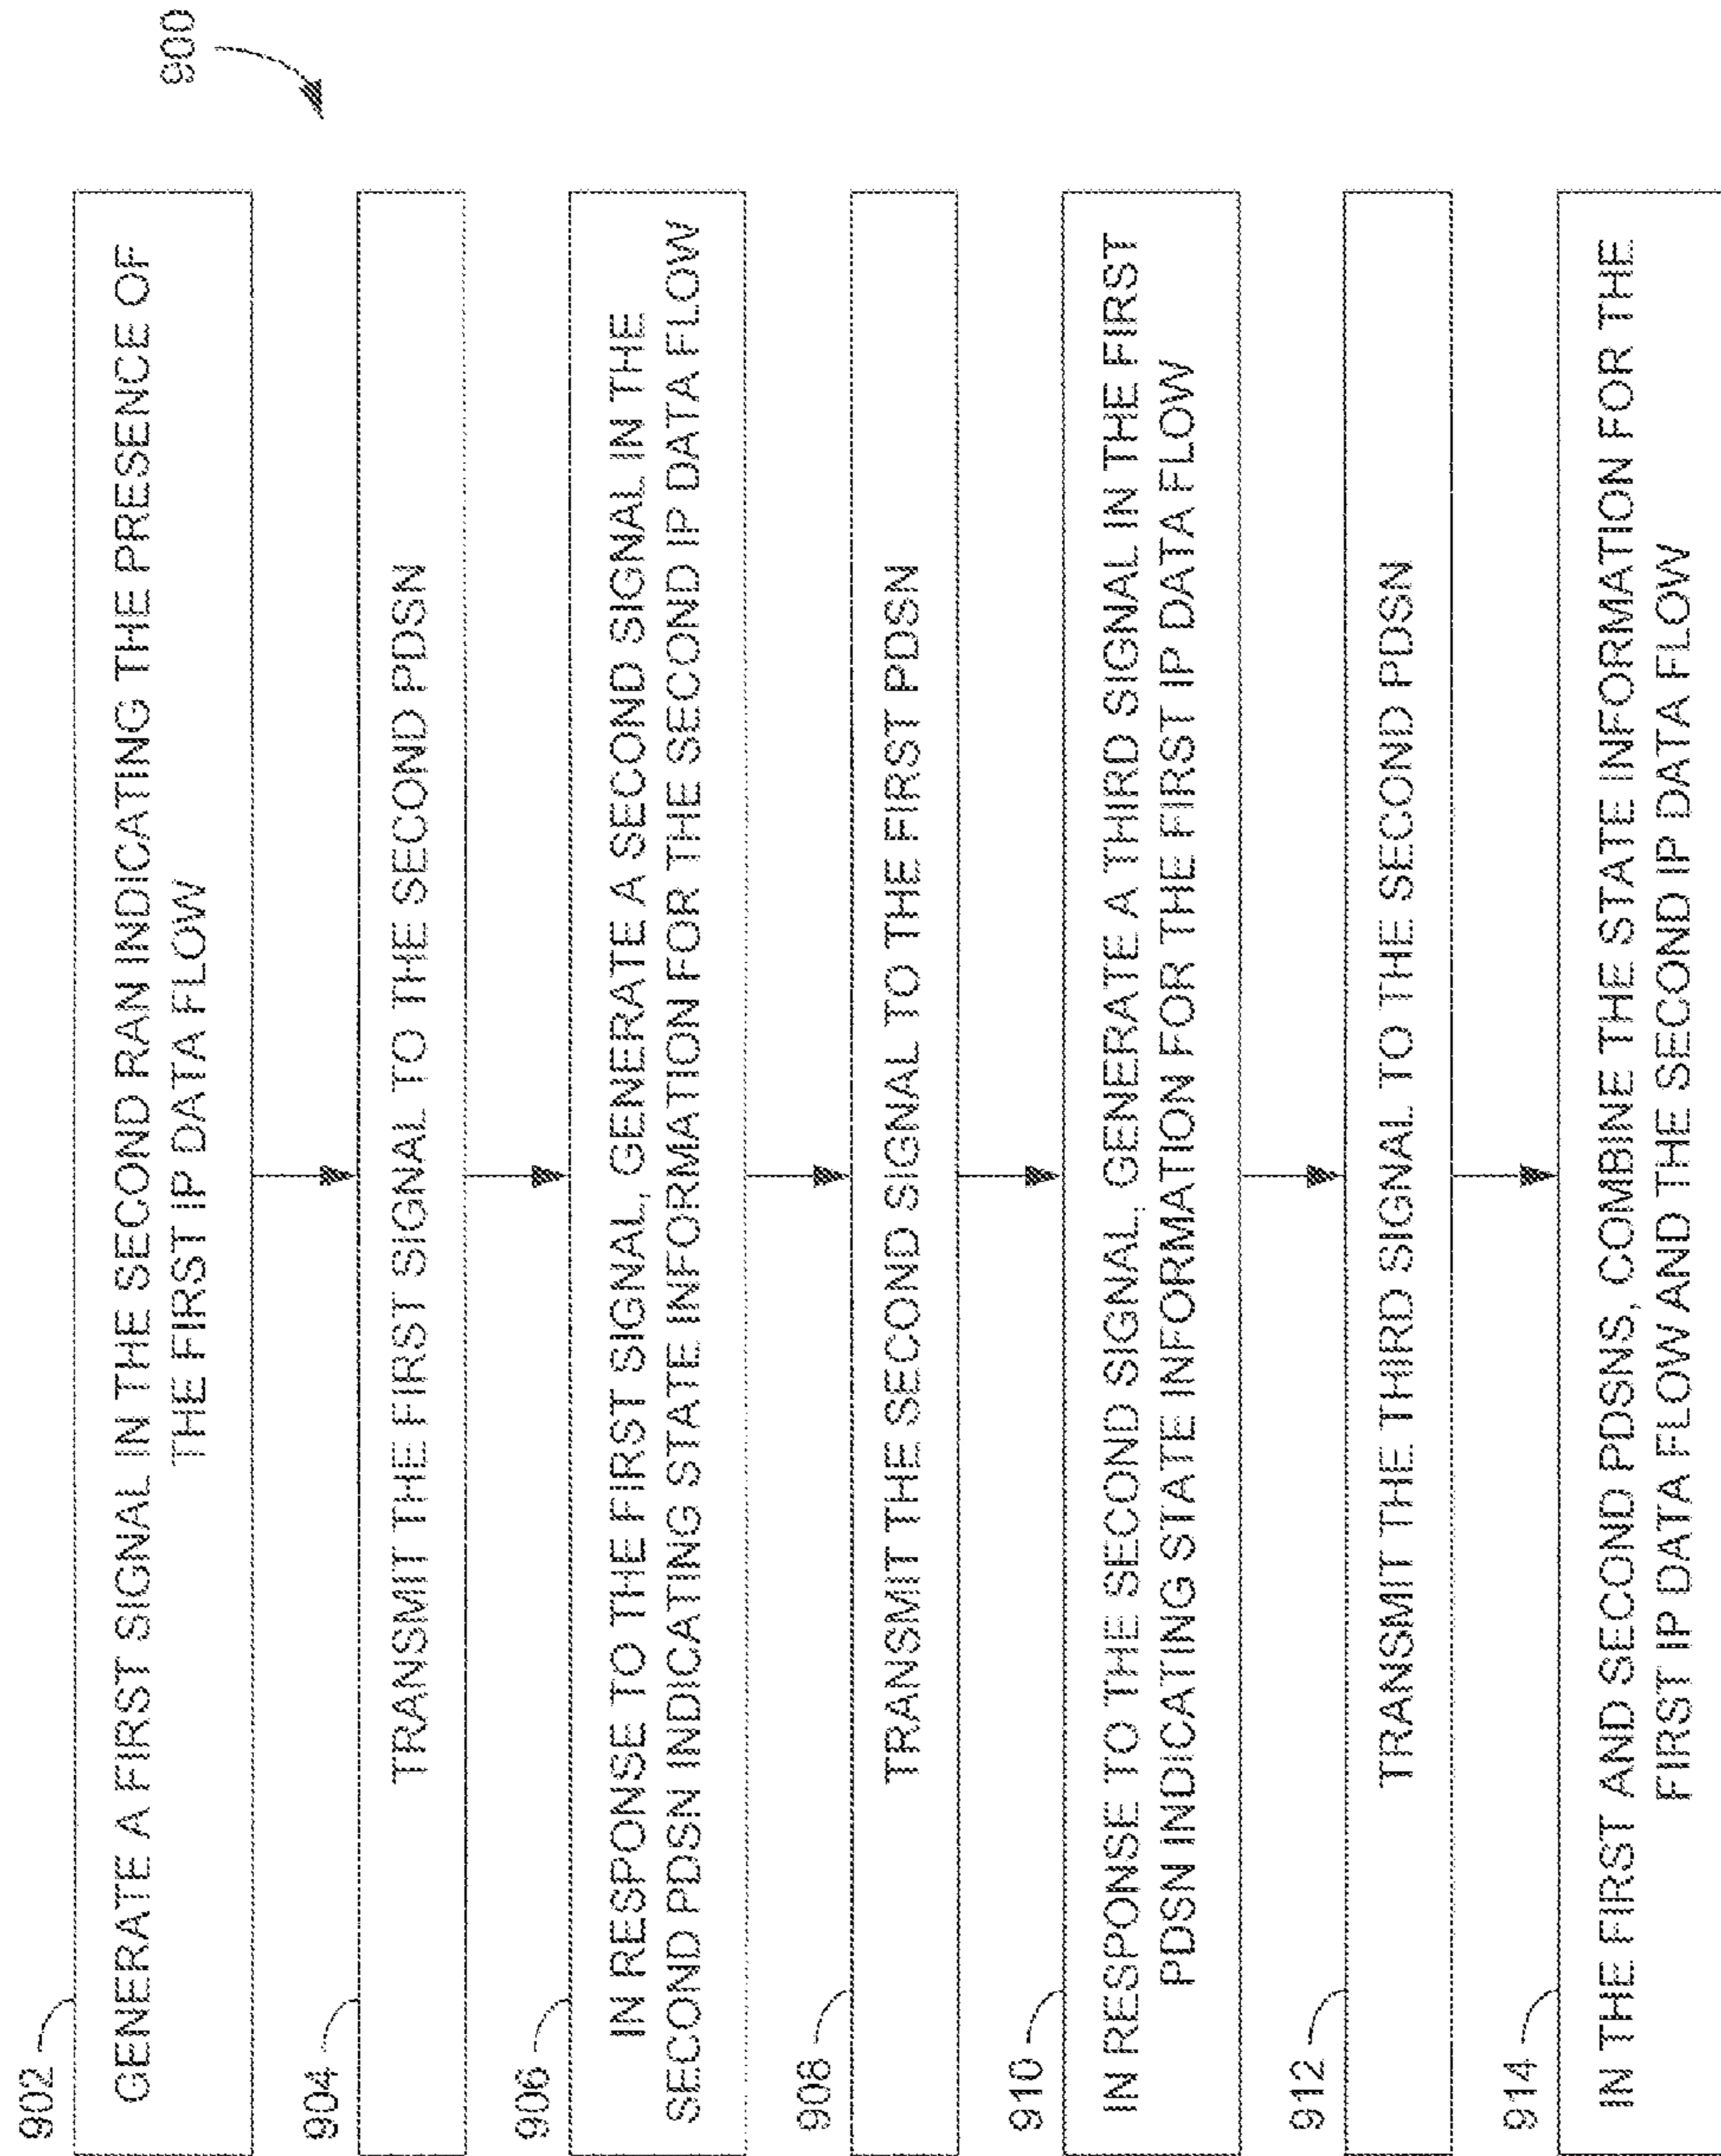 900
902
GENERATE A FIRST SIGNAL IN THE SECOND RAN INDICATING THE PRESENCE OF
THE FIRST IP DATA FLOW
904
TRANSMIT THE FIRST SIGNAL TO THE SECOND PDSN
906
IN RESPONSE TO THE FIRST SIGNAL, GENERATE A SECOND SIGNAL IN THE
SECOND PDSN INDICATING STATE INFORMATION FOR THE SECOND IP DATA FLOW
908
TRANSMIT THE SECOND SIGNAL TO THE FIRST PDSN
910
IN RESPONSE TO THE SECOND SIGNAL, GENERATE A THIRD SIGNAL IN THE FIRST
PDSN INDICATING STATE INFORMATION FOR THE FIRST IP DATA FLOW
912
TRANSMIT THE THIRD SIGNAL TO THE SECOND PDSN
914
IN THE FIRST AND SECOND PDSNS, COMBINE THE STATE INFORMATION FOR THE
FIRST IP DATA FLOW AND THE SECOND IP DATA FLOW